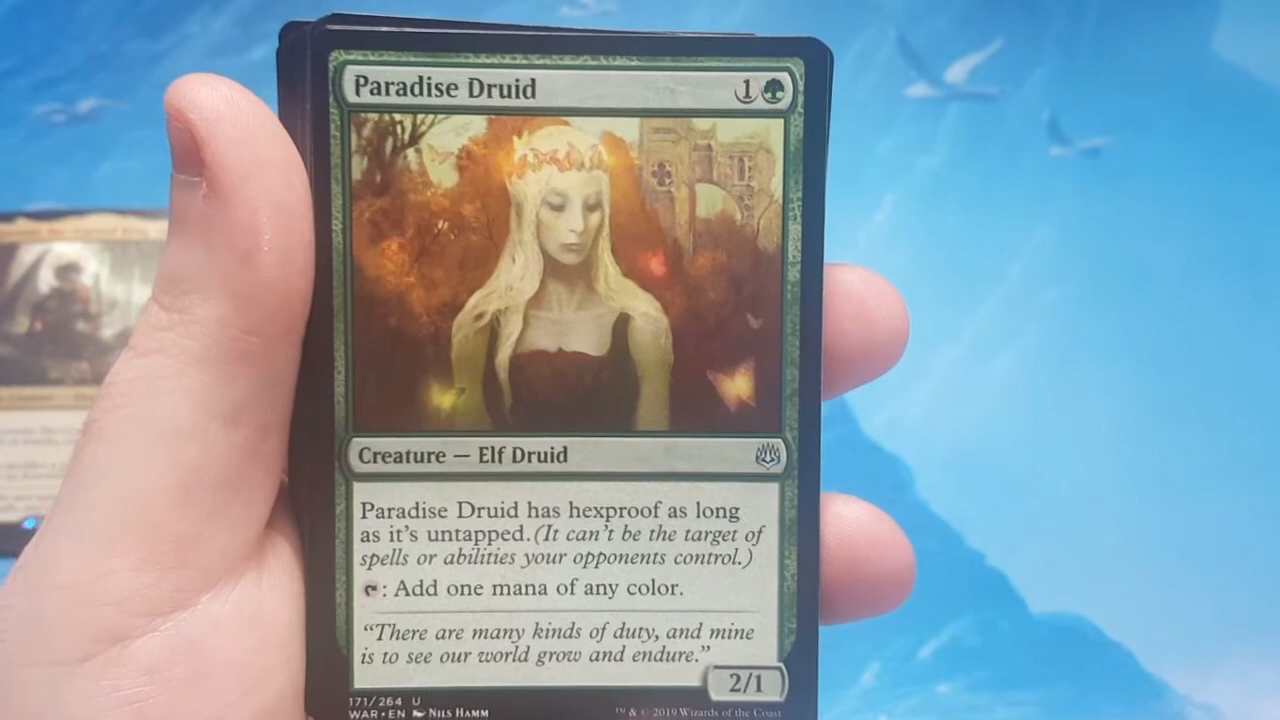 Paradise Druid 1
Creature — Elf Druid
Paradise Druid has hexproof as long
as it's untapped. (It can't be the target of
spells or abilities your opponents control.)
: Add one mana of any color.
“There are many kinds of duty, and mine
is to see our world grow and endure.”
2/1
171/264 U
WAR • EN NILS HAMM
™ & © 2019 Wizards of the Coast